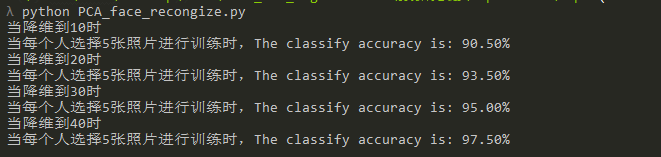 λ python PCA_face_recongize.py
当降维到10时
当每个人选择5张照片进行训练时，The classify accuracy is: 90.50%
当降维到20时
当每个人选择5张照片进行训练时，The classify accuracy is: 93.50%
当降维到30时
当每个人选择5张照片进行训练时，The classify accuracy is: 95.00%
当降维到40时
当每个人选择5张照片进行训练时，The classify accuracy is: 97.50%